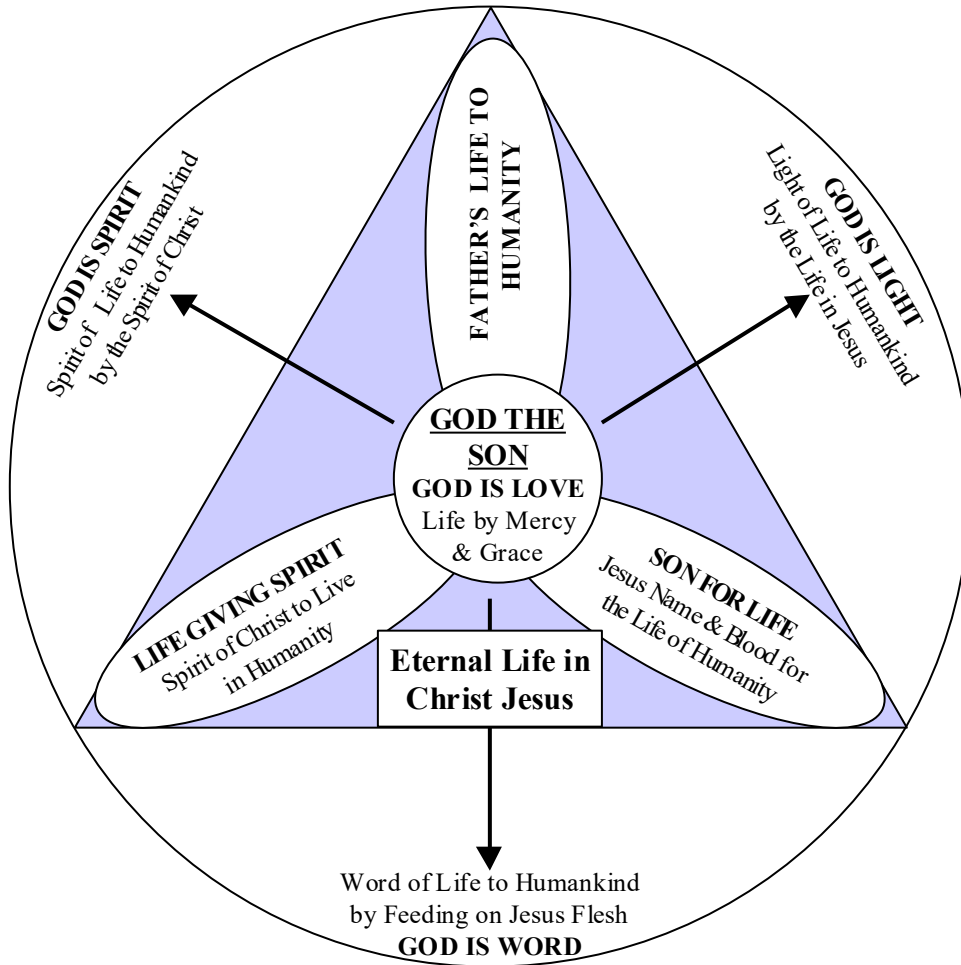 FATHER'S LIFE TO
HUMANITY
GOD IS SPIRIT
Spirit of Life to Humankind
by the Spirit of Christ
GOD IS LIGHT
Light of Life to Humankind
by the Life in Jesus
GOD THE
SON
GOD IS LOVE
Life by Mercy
& Grace
LIFE GIVING SPIRIT
Spirit of Christ to Live
in Humanity
SON FOR LIFE
Jesus Name & Blood for
the Life of Humanity
Eternal Life in
Christ Jesus
Word of Life to Humankind
by Feeding on Jesus Flesh
GOD IS WORD